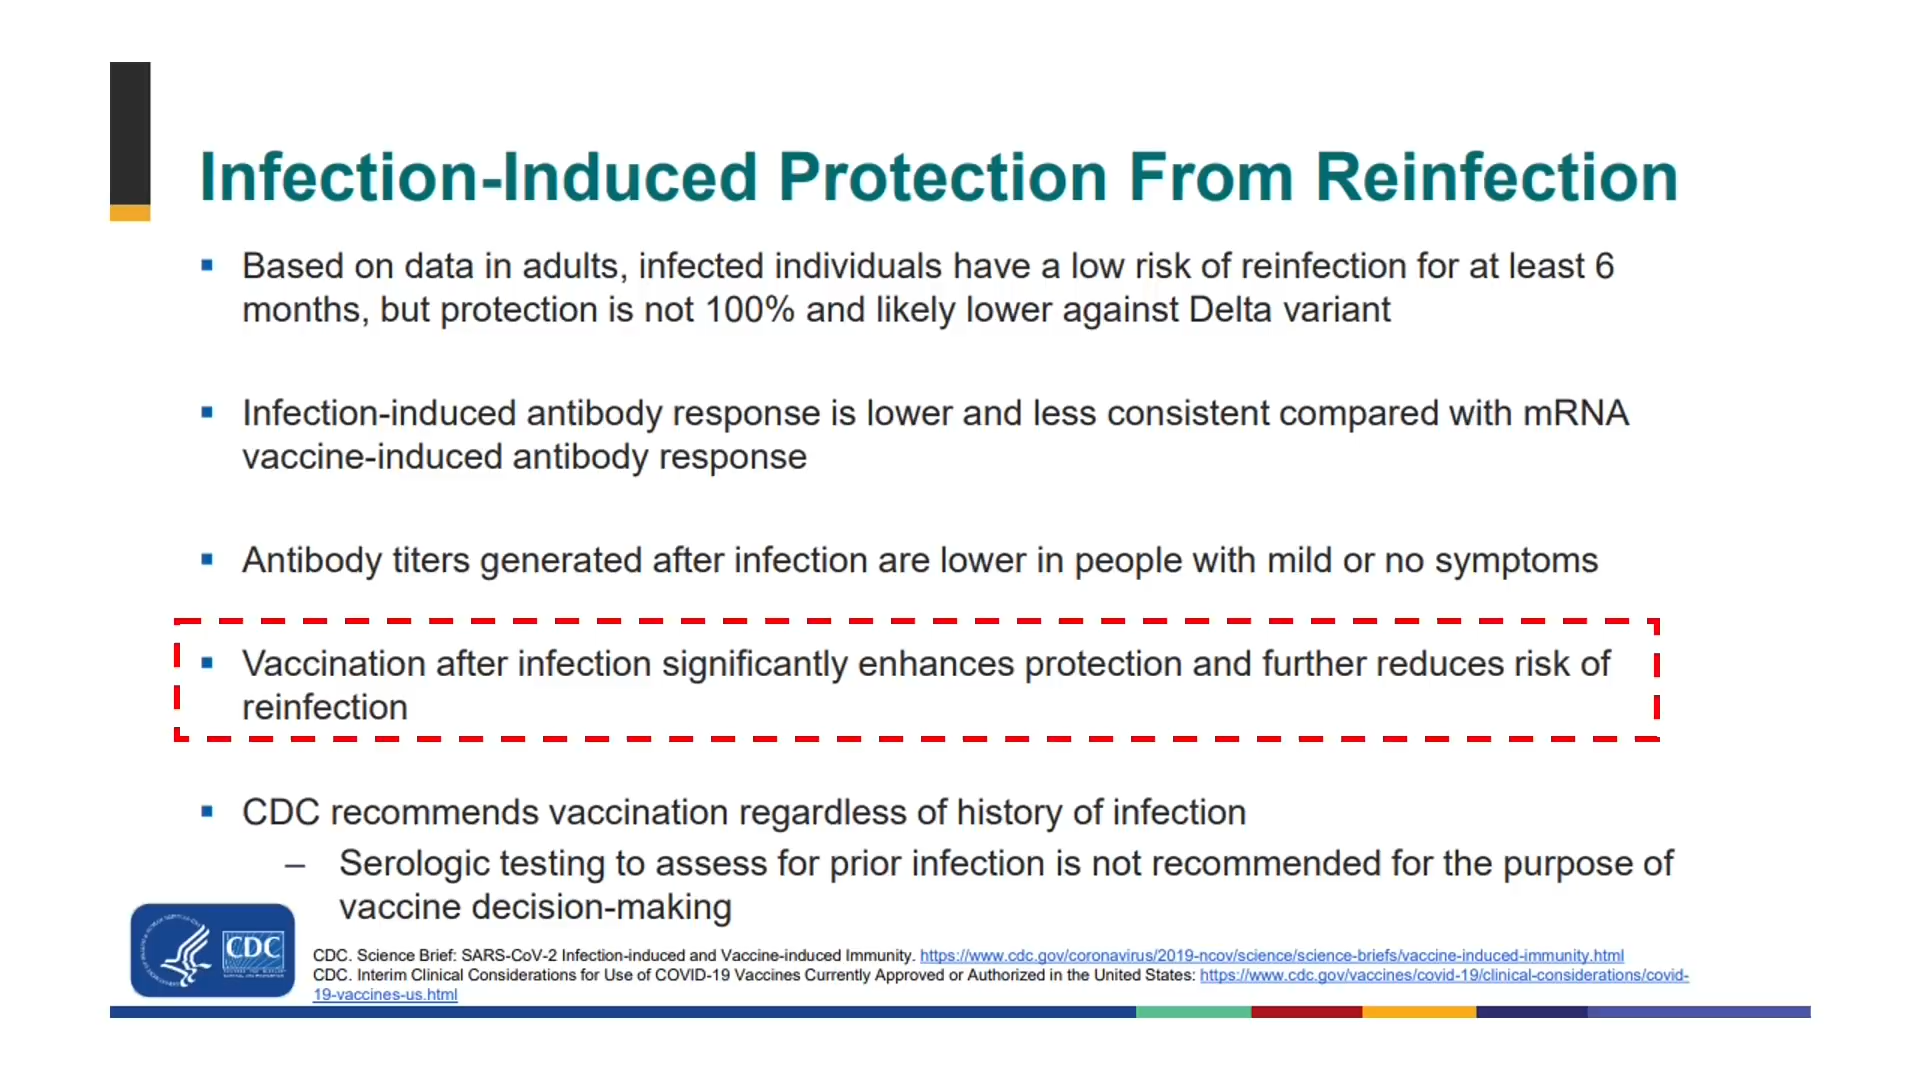 Infection-Induced Protection From Reinfection
▪ Based on data in adults, infected individuals have a low risk of reinfection for at least 6
months, but protection is not 100% and likely lower against Delta variant
▪ Infection-induced antibody response is lower and less consistent compared with mRNA
vaccine-induced antibody response
▪ Antibody titers generated after infection are lower in people with mild or no symptoms
▪ Vaccination after infection significantly enhances protection and further reduces risk of
reinfection
▪ CDC recommends vaccination regardless of history of infection
– Serologic testing to assess for prior infection is not recommended for the purpose of
vaccine decision-making
CDC
CDC. Science Brief: SARS-CoV-2 Infection-induced and Vaccine-induced Immunity. https://www.cdc.gov/coronavirus/2019-ncov/science/science-briefs/vaccine-induced-immunity.html
CDC. Interim Clinical Considerations for Use of COVID-19 Vaccines Currently Approved or Authorized in the United States: https://www.cdc.gov/vaccines/covid-19/clinical-considerations/covid-
19-vaccines-us.html